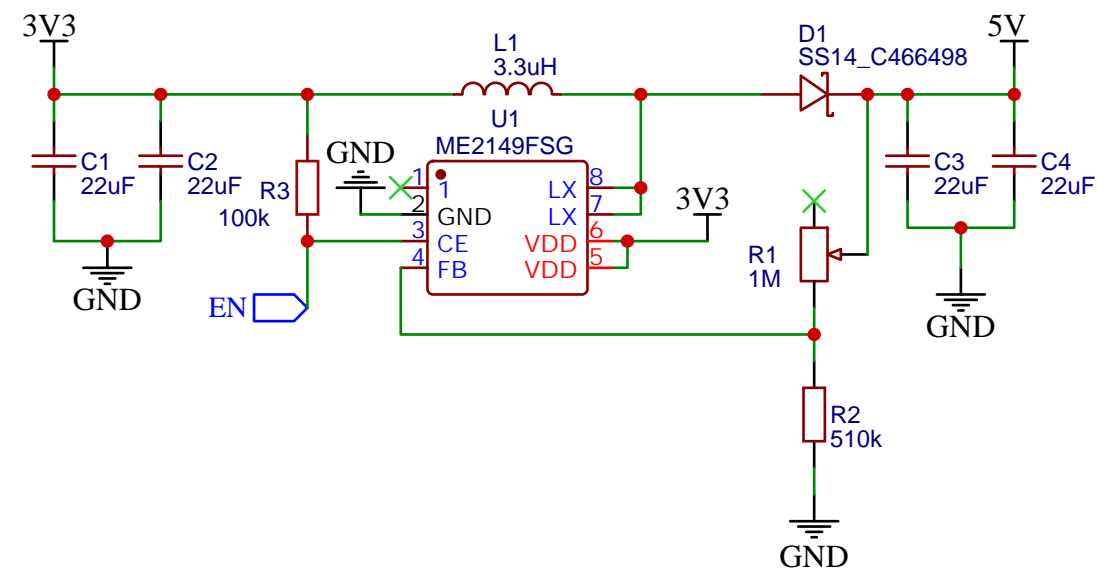 3V3
L1
3.3uH
D1
SS14_C466498
5V
U1
ME2149FSG
C1
22uF
C2
22uF
R3
100k
GND
1
2
3
4
1
GND
CE
FB
8
7
6
5
LX
LX
VDD
VDD
3V3
R1
1M
C3
22uF
C4
22uF
EN
GND
GND
R2
510k
GND